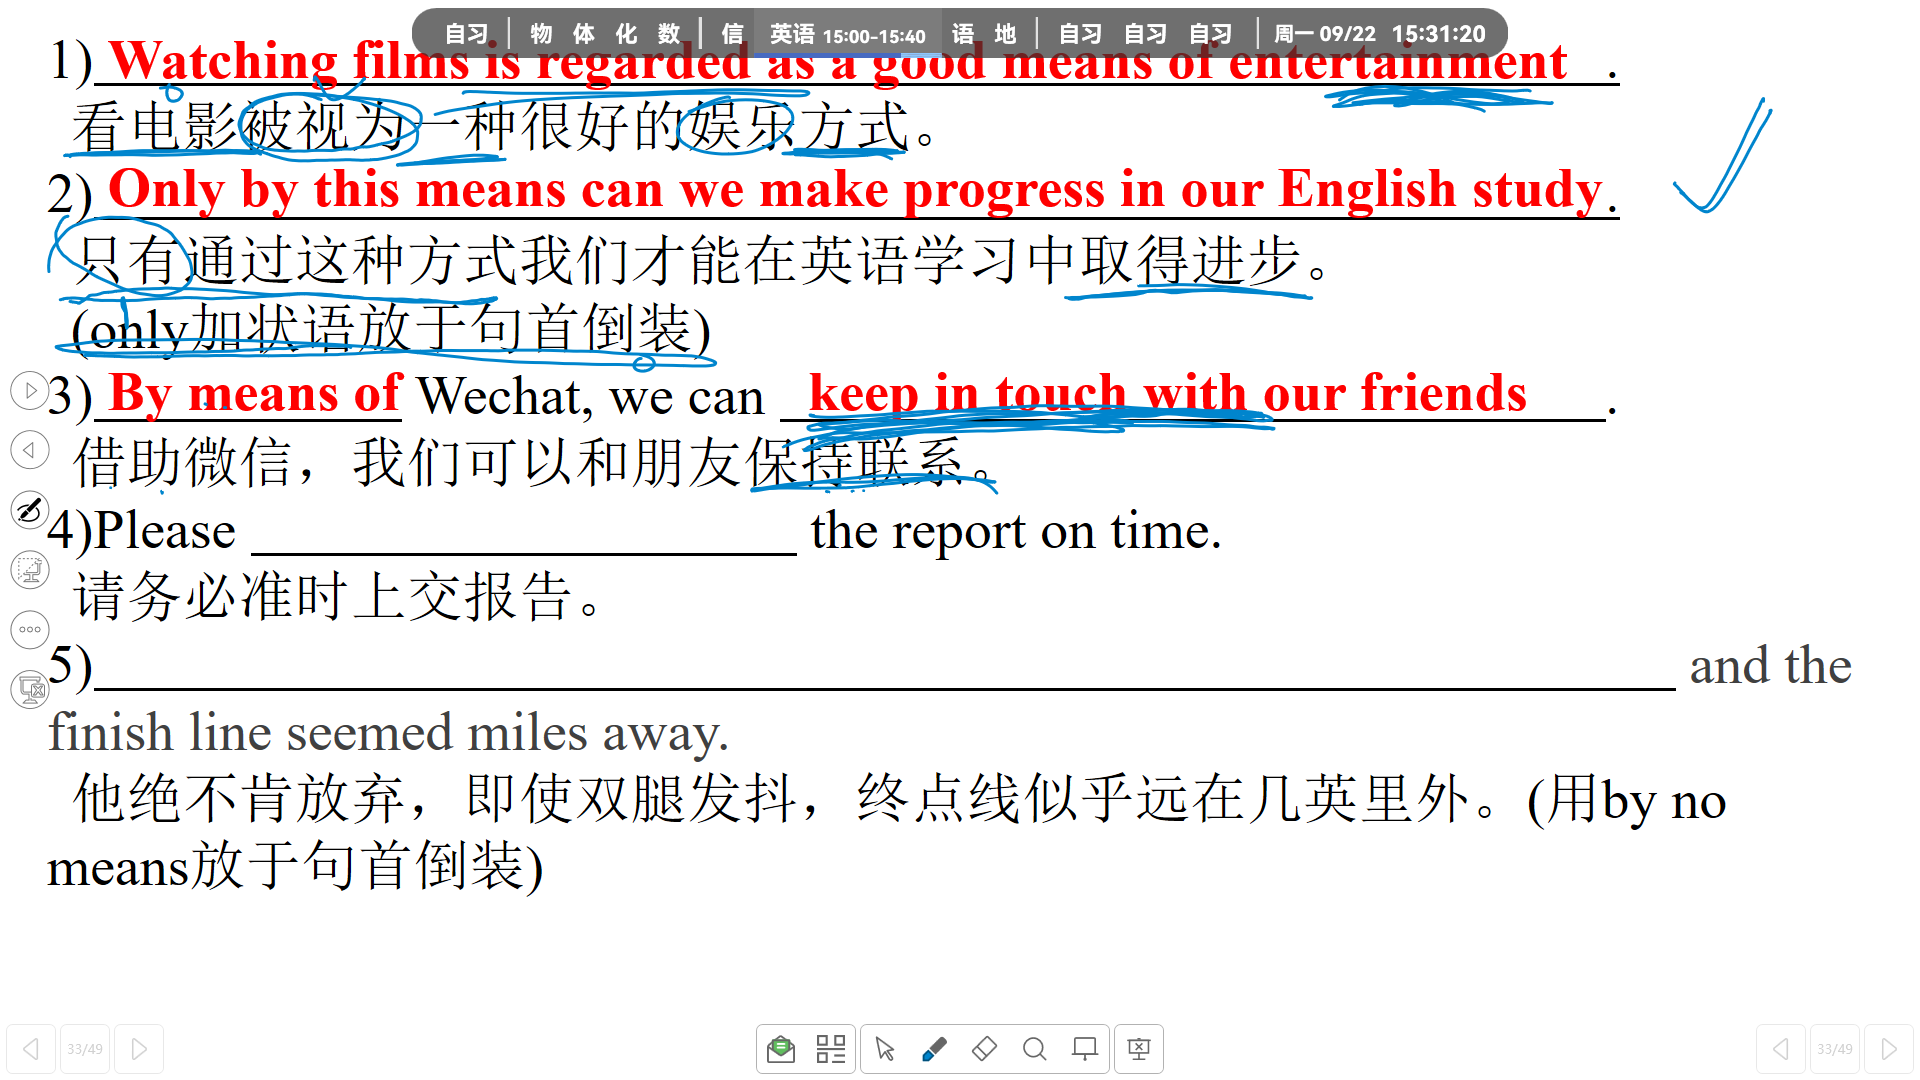 自习 物 体 化 数 信 英语 15:00-15:40 语 地 自习 自习 自习 周一 09/22 15:31:20
1) Watching films is regarded as a good means of entertainment .
看电影被视为一种很好的娱乐方式。
2) Only by this means can we make progress in our English study.
只有通过这种方式我们才能在英语学习中取得进步。
(only加状语放于句首倒装)
3) By means of Wechat, we can keep in touch with our friends .
借助微信，我们可以和朋友保持联系。
4)Please the report on time.
请务必准时上交报告。
5) and the
finish line seemed miles away.
他绝不肯放弃，即使双腿发抖，终点线似乎远在几英里外。(用by no
means放于句首倒装)
33/49 33/49